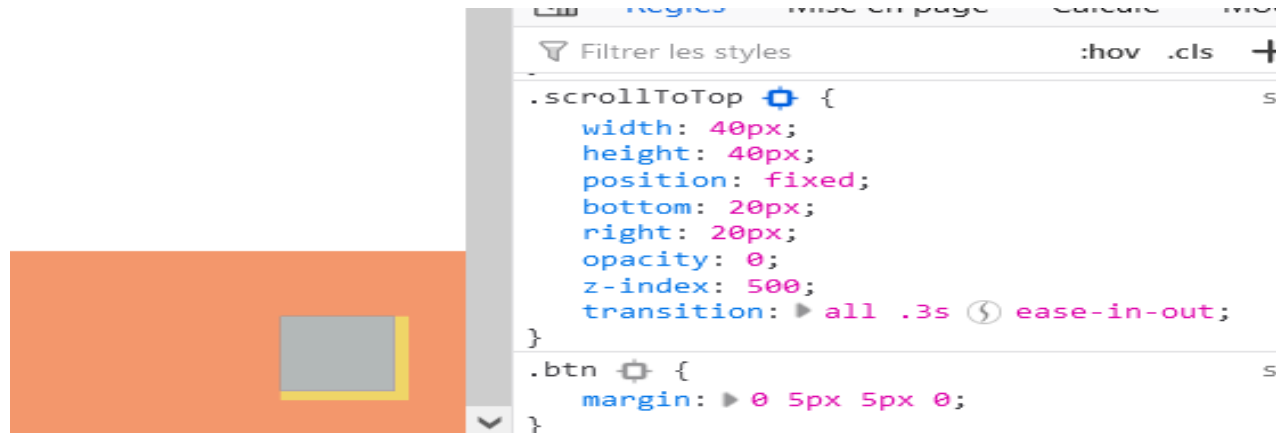 Filtrer les styles :hov .cls +
.scrollToTop { s
width: 40px;
height: 40px;
position: fixed;
bottom: 20px;
right: 20px;
opacity: 0;
z-index: 500;
transition: all .3s ease-in-out;
}
.btn { s
margin: 0 5px 5px 0;
}